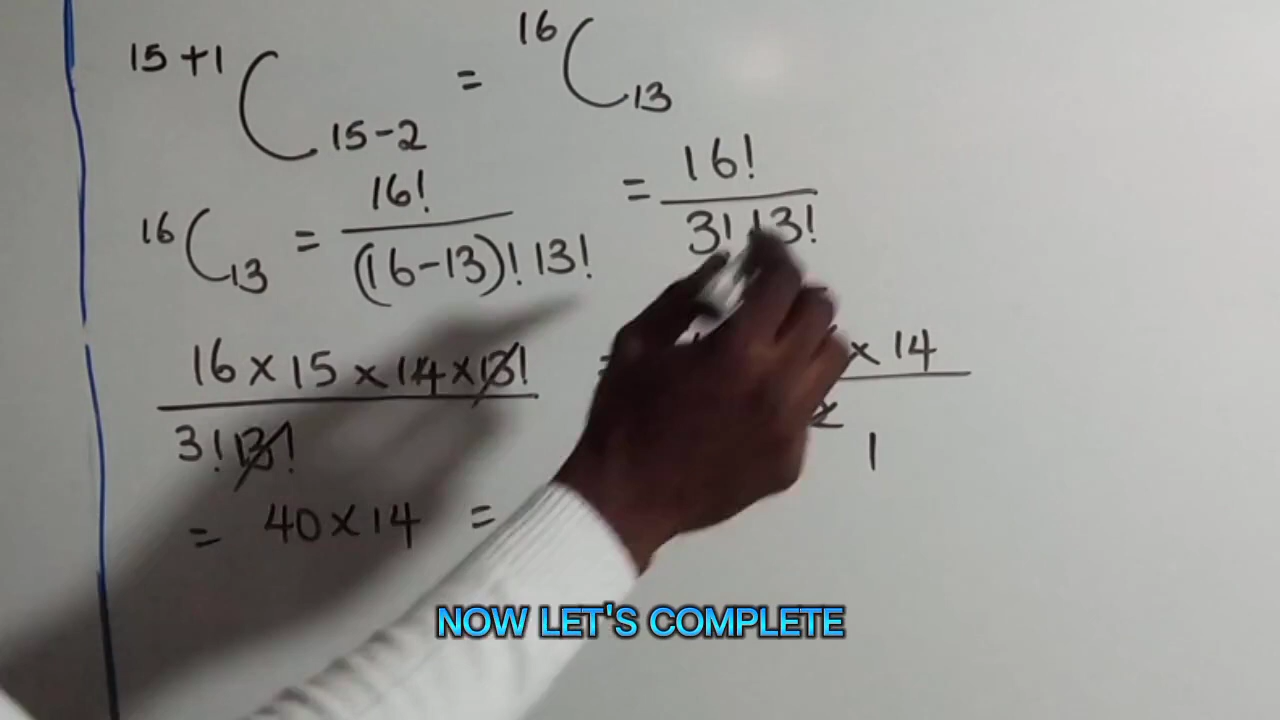 15+1 C 15-2 = 16 C 13
16 C 13 = 16! / (16-13)! 13! = 16! / 3! 13!
16 x 15 x 14 x 13! / 3! 13! = x 14 / x 1
= 40 x 14 =
NOW LET'S COMPLETE